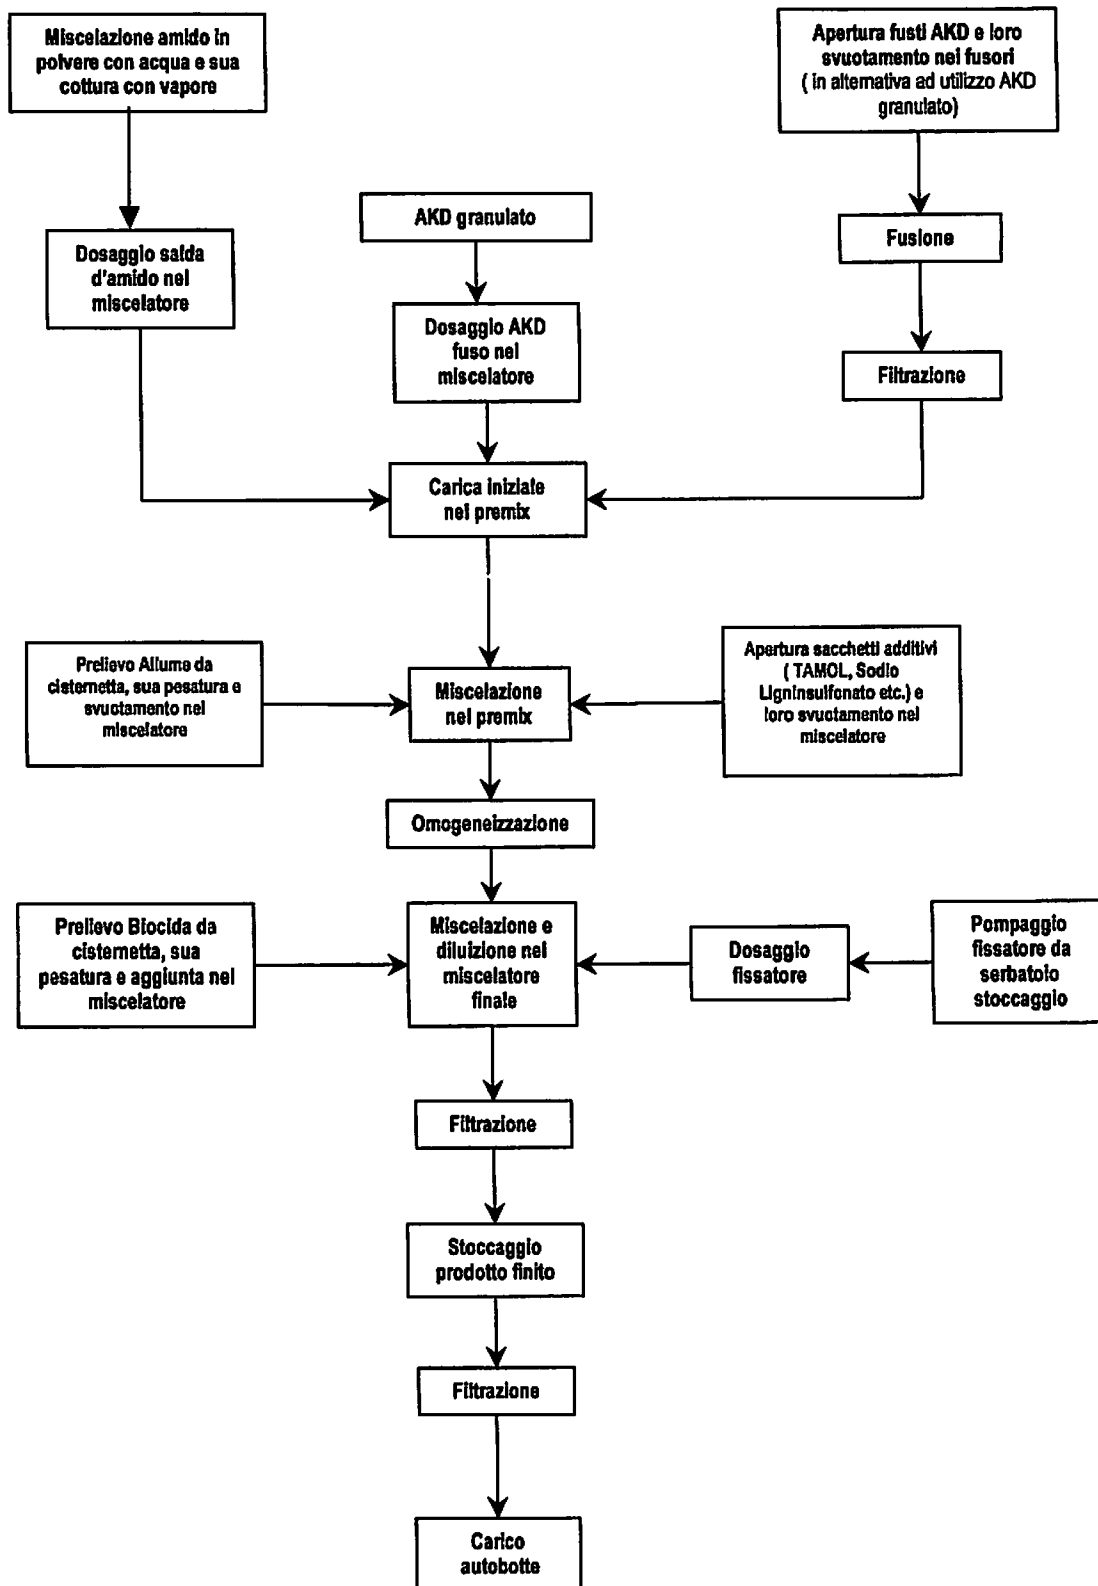 Miscelazione amido in
polvere con acqua e sua
cottura con vapore
Apertura fusti AKD e loro
svuotamento nei fusori
( in alternativa ad utilizzo AKD
granulato)
AKD granulato
Fusione
Dosaggio salda
d'amido nel
miscelatore
Dosaggio AKD
fuso nel
miscelatore
Filtrazione
Carica iniziale
nel premix
Prelievo Allume da
cisternetta, sua pesatura e
svuotamento nel
miscelatore
Miscelazione
nel premix
Apertura sacchetti additivi
( TAMOL, Sodio
Ligninsulfonato etc.) e
loro svuotamento nel
miscelatore
Omogeneizzazione
Prelievo Biocida da
cisternetta, sua
pesatura e aggiunta nel
miscelatore
Miscelazione e
diluizione nel
miscelatore
finale
Dosaggio
fissatore
Pompaggio
fissatore da
serbatoio
stoccaggio
Filtrazione
Stoccaggio
prodotto finito
Filtrazione
Carico
autobotte